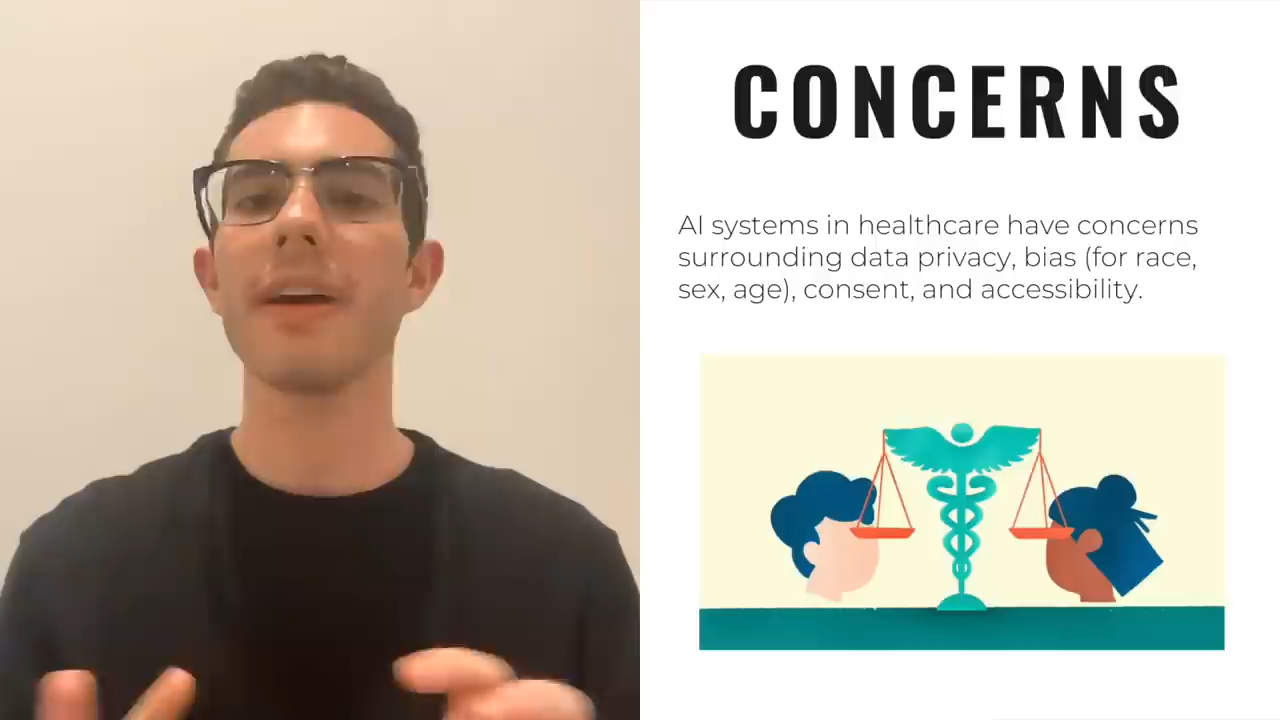 CONCERNS
AI systems in healthcare have concerns
surrounding data privacy, bias (for race,
sex, age), consent, and accessibility.